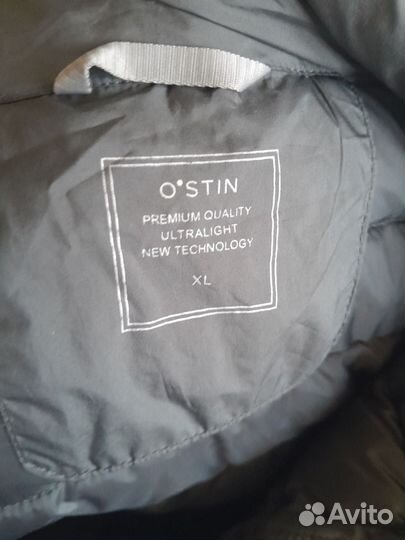 O'STIN
PREMIUM QUALITY
ULTRALIGHT
NEW TECHNOLOGY
XL
Avito